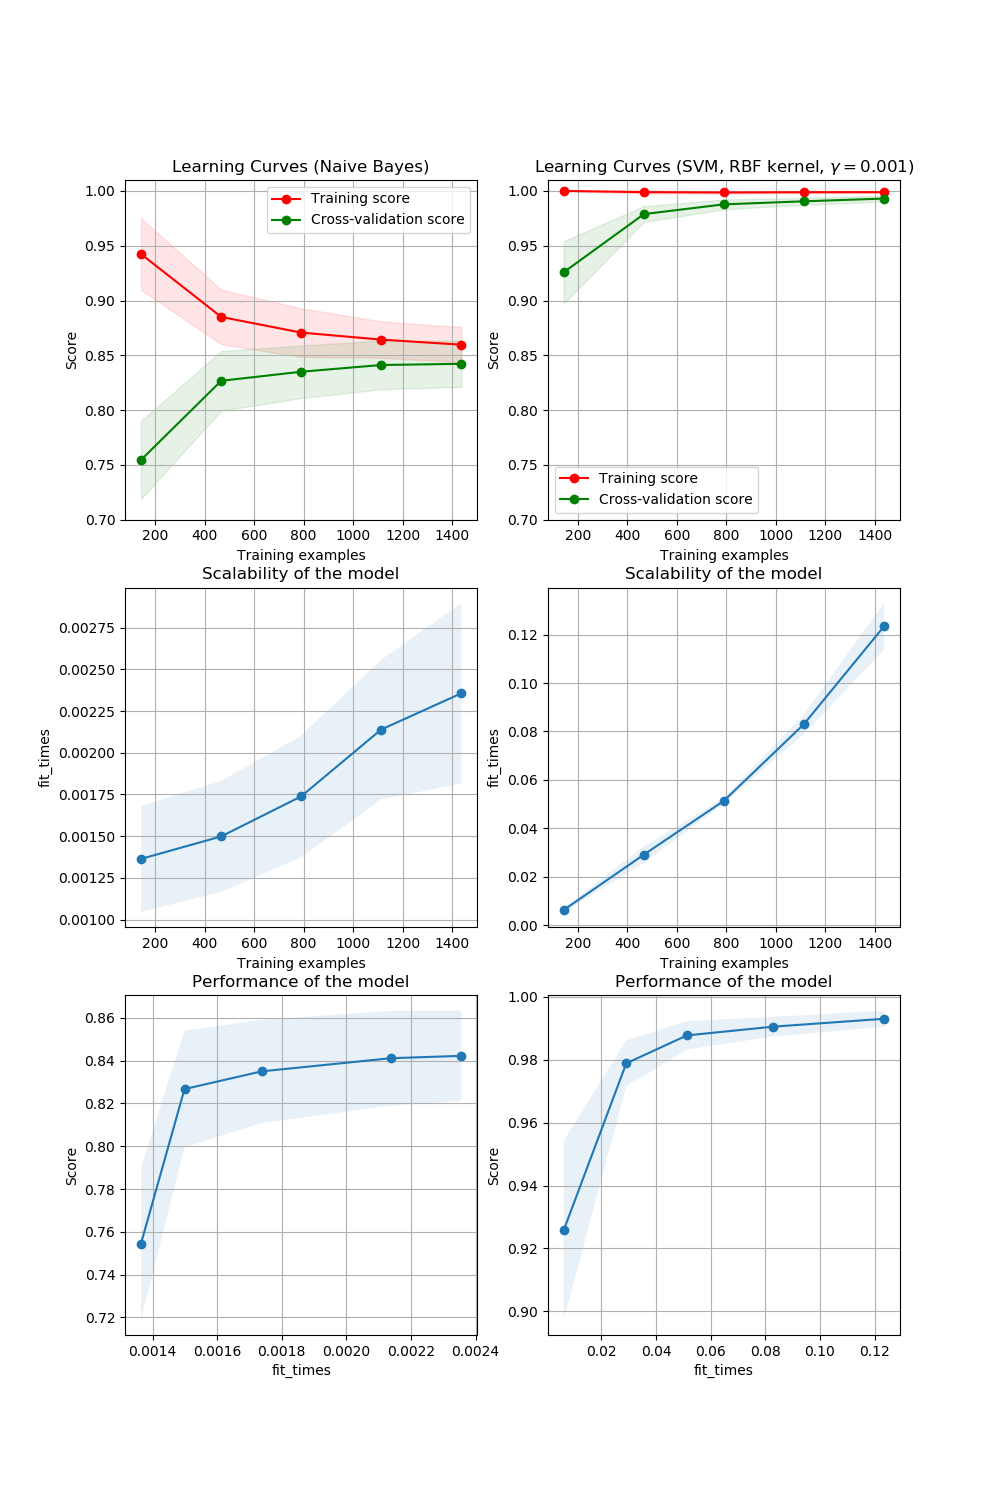 Learning Curves (Naive Bayes)
1.00
0.95
0.90
0.85
0.80
0.75
0.70
Score
Training score
Cross-validation score
200 400 600 800 1000 1200 1400
Training examples
Learning Curves (SVM, RBF kernel, γ = 0.001)
1.00
0.95
0.90
0.85
0.80
0.75
0.70
Score
Training score
Cross-validation score
200 400 600 800 1000 1200 1400
Training examples
Scalability of the model
0.00275
0.00250
0.00225
0.00200
0.00175
0.00150
0.00125
0.00100
fit_times
200 400 600 800 1000 1200 1400
Training examples
Scalability of the model
0.12
0.10
0.08
0.06
0.04
0.02
0.00
fit_times
200 400 600 800 1000 1200 1400
Training examples
Performance of the model
0.86
0.84
0.82
0.80
0.78
0.76
0.74
0.72
Score
0.0014 0.0016 0.0018 0.0020 0.0022 0.0024
fit_times
Performance of the model
1.00
0.98
0.96
0.94
0.92
0.90
Score
0.02 0.04 0.06 0.08 0.10 0.12
fit_times